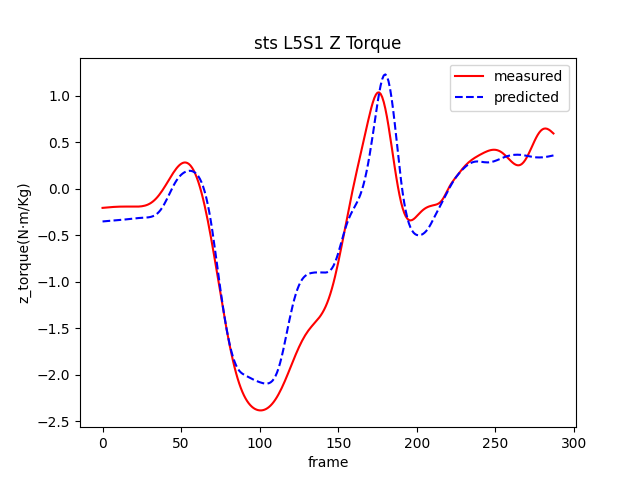 sts L5S1 Z Torque
measured
predicted
1.0
0.5
0.0
−0.5
−1.0
−1.5
−2.0
−2.5
z_torque(N·m/Kg)
0 50 100 150 200 250 300
frame